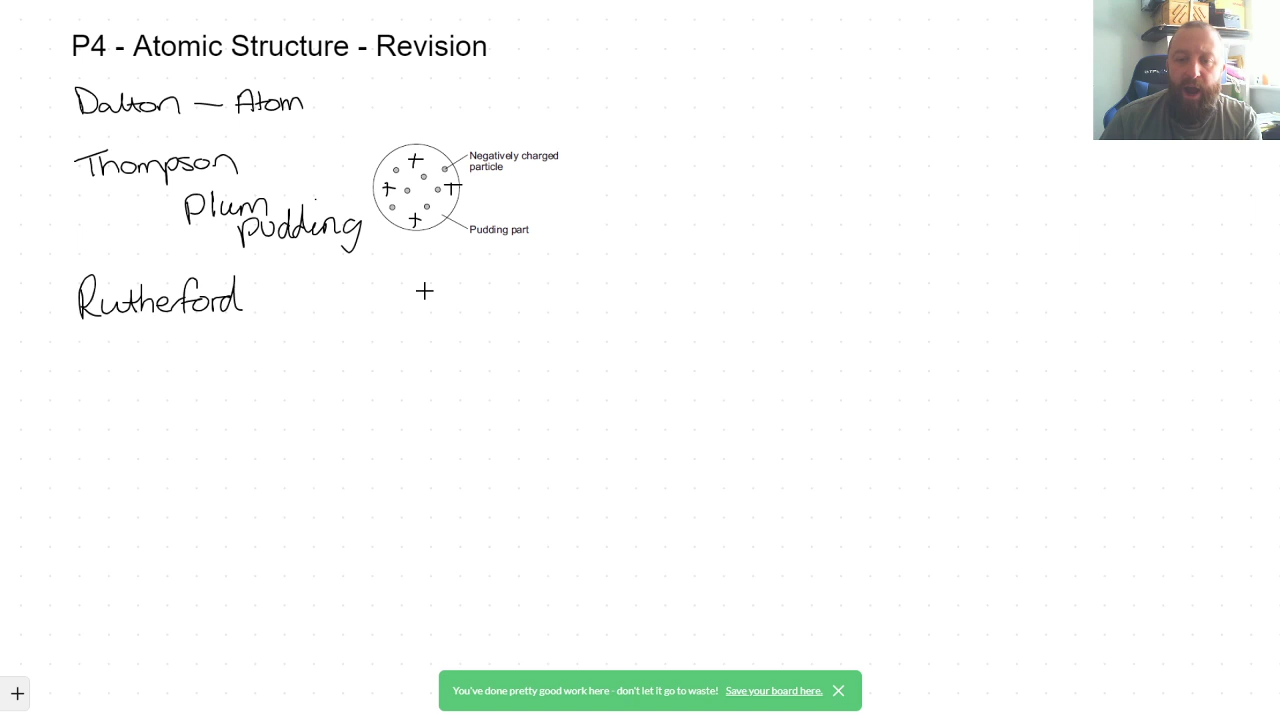 P4 - Atomic Structure - Revision
Dalton — Atom
Thompson
plum
pudding
Negatively charged
particle
+
+ +
+
Pudding part
Rutherford
+
You've done pretty good work here - don't let it go to waste! Save your board here.
+